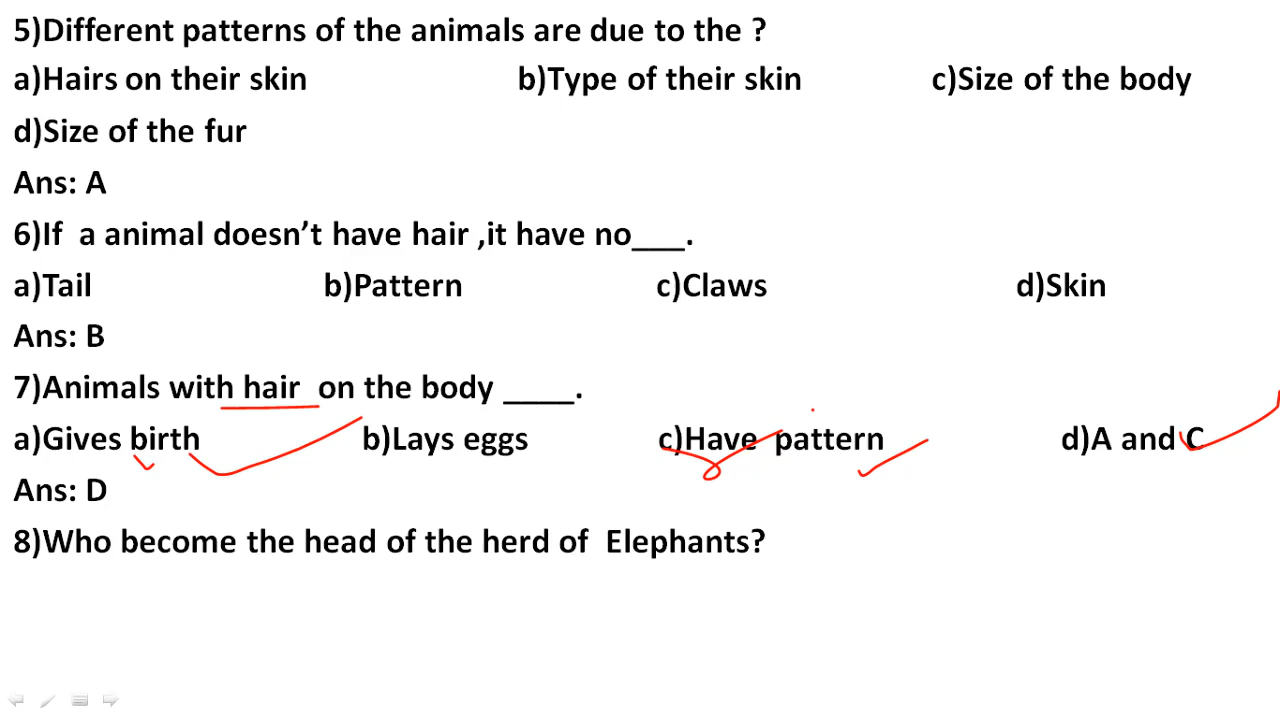 5)Different patterns of the animals are due to the ?
a)Hairs on their skin b)Type of their skin c)Size of the body
d)Size of the fur
Ans: A
6)If a animal doesn’t have hair ,it have no___.
a)Tail b)Pattern c)Claws d)Skin
Ans: B
7)Animals with hair on the body ____.
a)Gives birth b)Lays eggs c)Have pattern d)A and C
Ans: D
8)Who become the head of the herd of Elephants?